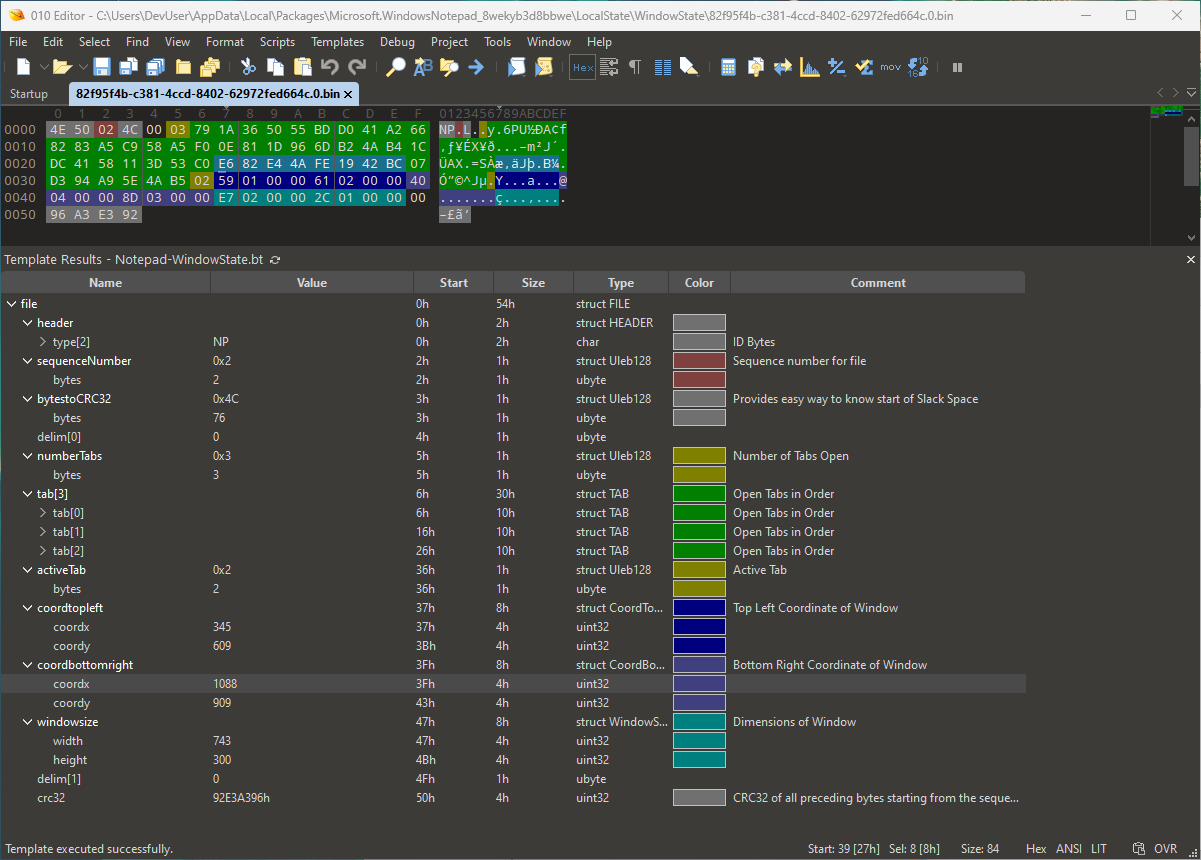 010 Editor - C:\Users\DevUser\AppData\Local\Packages\Microsoft.WindowsNotepad_8wekyb3d8bbwe\LocalState\WindowState\82f95f4b-c381-4ccd-8402-62972fed664c.0.bin
File Edit Select Find View Format Scripts Templates Debug Project Tools Window Help
Hex mov
Startup 82f95f4b-c381-4ccd-8402-62972fed664c.0.bin
0 1 2 3 4 5 6 7 8 9 A B C D E F 0123456789ABCDEF
0000 4E 50 02 4C 00 03 79 1A 36 50 55 BD D0 41 A2 66 NP.L..y.6PU½ÐA¢f
0010 82 83 A5 C9 58 A5 F0 0E 81 1D 96 6D B2 4A B4 1C ‚ƒ¥ÉX¥ð...–m²J´.
0020 DC 41 58 11 3D 53 C0 E6 82 E4 4A FE 19 42 BC 07 ÜAX.=SÀæ‚äJþ.B¼.
0030 D3 94 A9 5E 4A B5 02 59 01 00 00 61 02 00 00 40 Ó”©^Jµ.Y...a...@
0040 04 00 00 8D 03 00 00 E7 02 00 00 2C 01 00 00 00 .......ç...,....
0050 96 A3 E3 92 –£ã’
Template Results - Notepad-WindowState.bt
Name Value Start Size Type Color Comment
file 0h 54h struct FILE
header 0h 2h struct HEADER
type[2] NP 0h 2h char ID Bytes
sequenceNumber 0x2 2h 1h struct Uleb128 Sequence number for file
bytes 2 2h 1h ubyte
bytestoCRC32 0x4C 3h 1h struct Uleb128 Provides easy way to know start of Slack Space
bytes 76 3h 1h ubyte
delim[0] 0 4h 1h ubyte
numberTabs 0x3 5h 1h struct Uleb128 Number of Tabs Open
bytes 3 5h 1h ubyte
tab[3] 6h 30h struct TAB Open Tabs in Order
tab[0] 6h 10h struct TAB Open Tabs in Order
tab[1] 16h 10h struct TAB Open Tabs in Order
tab[2] 26h 10h struct TAB Open Tabs in Order
activeTab 0x2 36h 1h struct Uleb128 Active Tab
bytes 2 36h 1h ubyte
coordtopleft 37h 8h struct CoordTo... Top Left Coordinate of Window
coordx 345 37h 4h uint32
coordy 609 3Bh 4h uint32
coordbottomright 3Fh 8h struct CoordBo... Bottom Right Coordinate of Window
coordx 1088 3Fh 4h uint32
coordy 909 43h 4h uint32
windowsize 47h 8h struct WindowS... Dimensions of Window
width 743 47h 4h uint32
height 300 4Bh 4h uint32
delim[1] 0 4Fh 1h ubyte
crc32 92E3A396h 50h 4h uint32 CRC32 of all preceding bytes starting from the seque...
Template executed successfully. Start: 39 [27h] Sel: 8 [8h] Size: 84 Hex ANSI LIT OVR